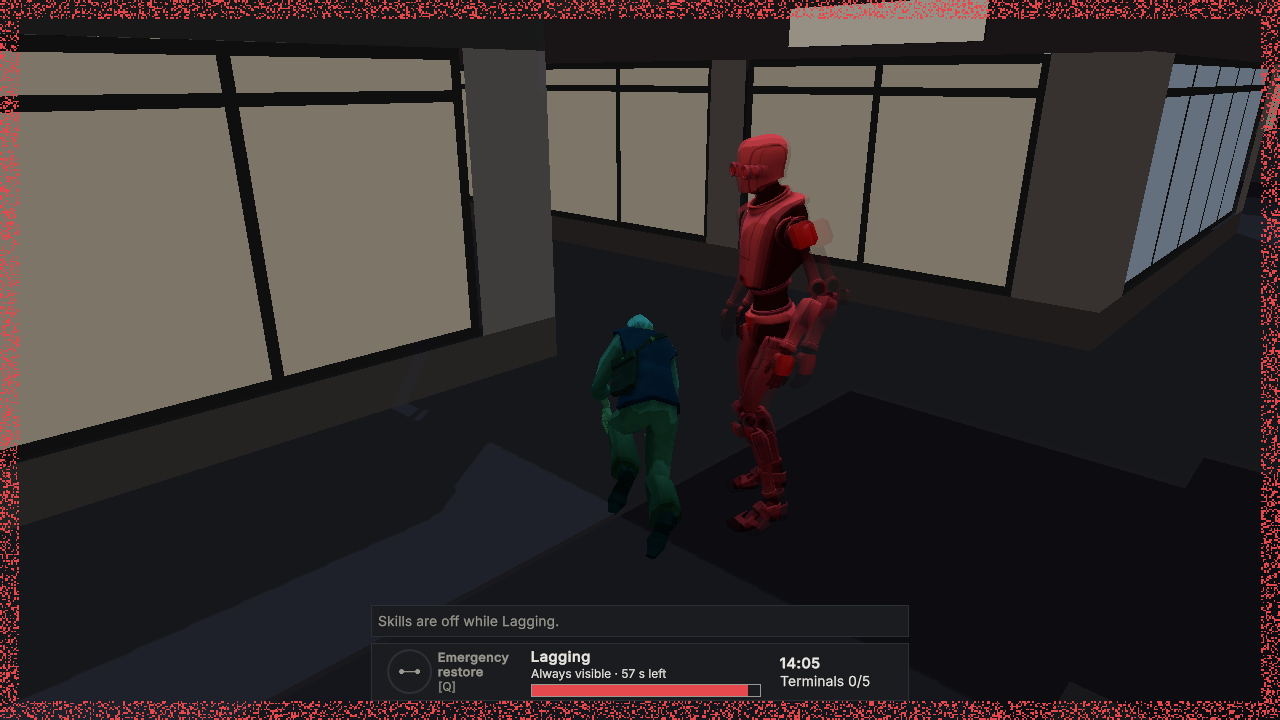 Skills are off while Lagging.
Emergency
restore
[Q]
Lagging
Always visible · 57 s left
14:05
Terminals 0/5